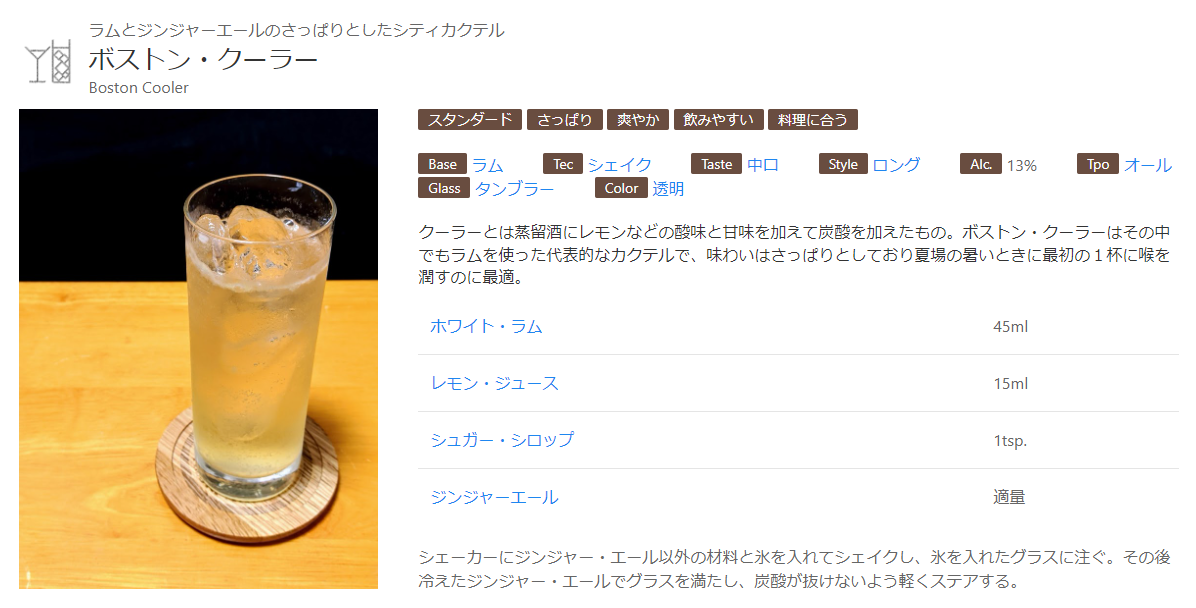 ラムとジンジャーエールのさっぱりとしたシティカクテル
ボストン・クーラー
Boston Cooler
スタンダード さっぱり 爽やか 飲みやすい 料理に合う
Base ラム Tec シェイク Taste 中口 Style ロング Alc. 13% Tpo オール
Glass タンブラー Color 透明
クーラーとは蒸留酒にレモンなどの酸味と甘味を加えて炭酸を加えたもの。ボストン・クーラーはその中
でもラムを使った代表的なカクテルで、味わいはさっぱりとしており夏場の暑いときに最初の１杯に喉を
潤すのに最適。
ホワイト・ラム 45ml
レモン・ジュース 15ml
シュガー・シロップ 1tsp.
ジンジャーエール 適量
シェーカーにジンジャー・エール以外の材料と氷を入れてシェイクし、氷を入れたグラスに注ぐ。その後
冷えたジンジャー・エールでグラスを満たし、炭酸が抜けないよう軽くステアする。